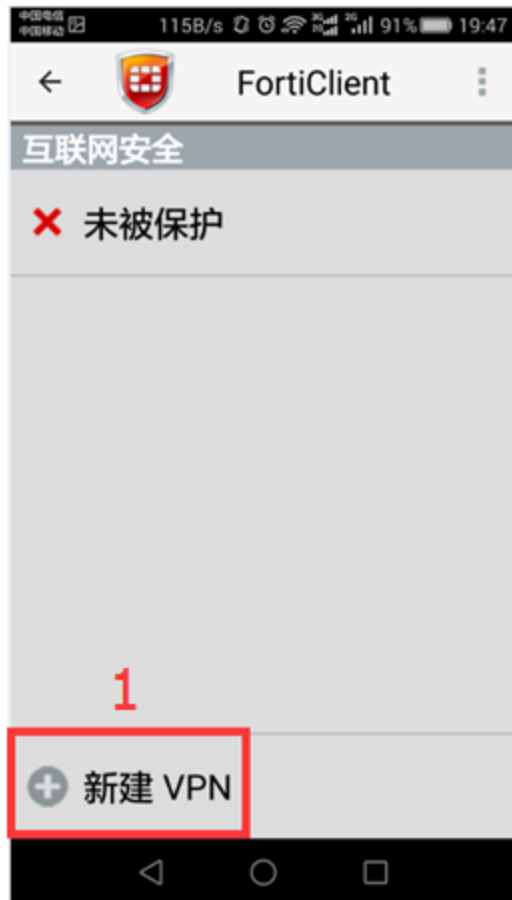 中国电信
中国移动
115B/s 91% 19:47
FortiClient
互联网安全
未被保护
1
新建 VPN